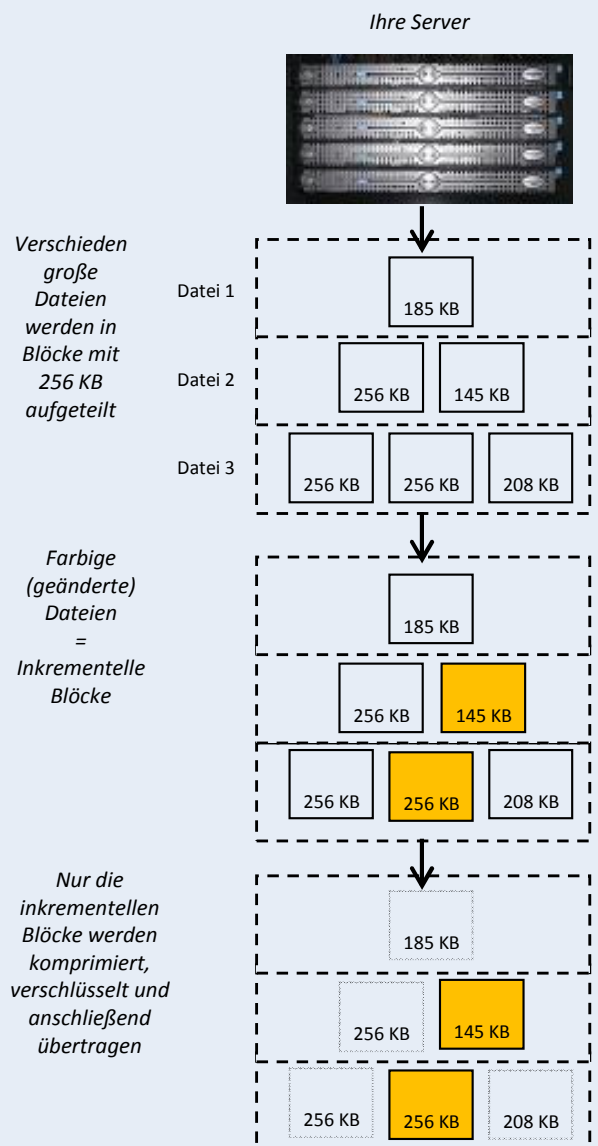 Ihre Server
Verschieden
große
Dateien
werden in
Blöcke mit
256 KB
aufgeteilt
Datei 1
185 KB
Datei 2
256 KB 145 KB
Datei 3
256 KB 256 KB 208 KB
Farbige
(geänderte)
Dateien
=
Inkrementelle
Blöcke
185 KB
256 KB 145 KB
256 KB 256 KB 208 KB
Nur die
inkrementellen
Blöcke werden
komprimiert,
verschlüsselt und
anschließend
übertragen
185 KB
256 KB 145 KB
256 KB 256 KB 208 KB